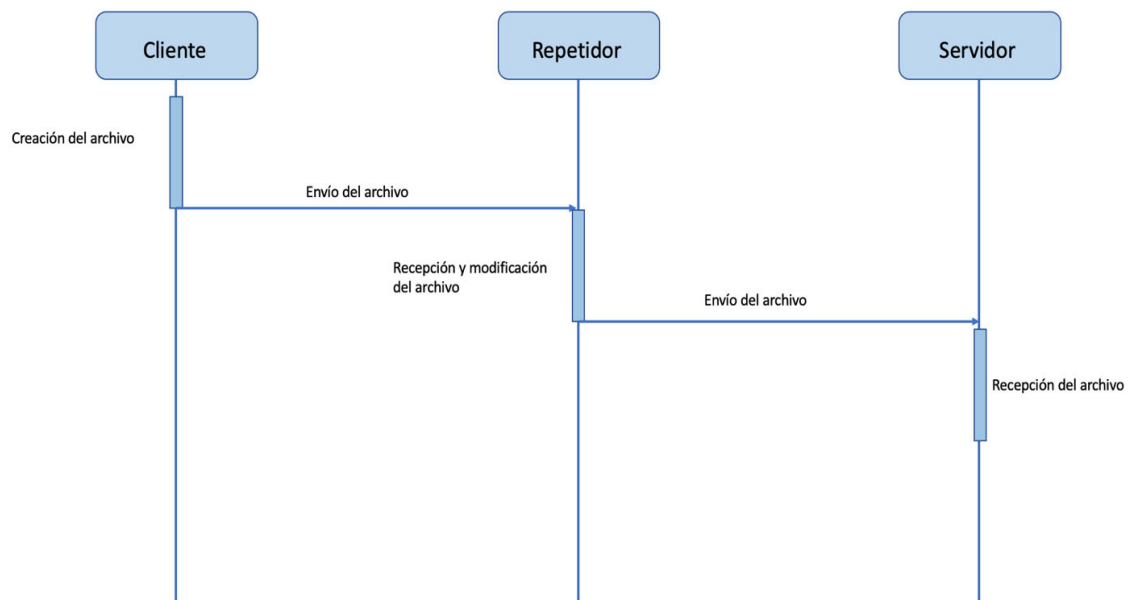 Cliente
Repetidor
Servidor
Creación del archivo
Envío del archivo
Recepción y modificación
del archivo
Envío del archivo
Recepción del archivo